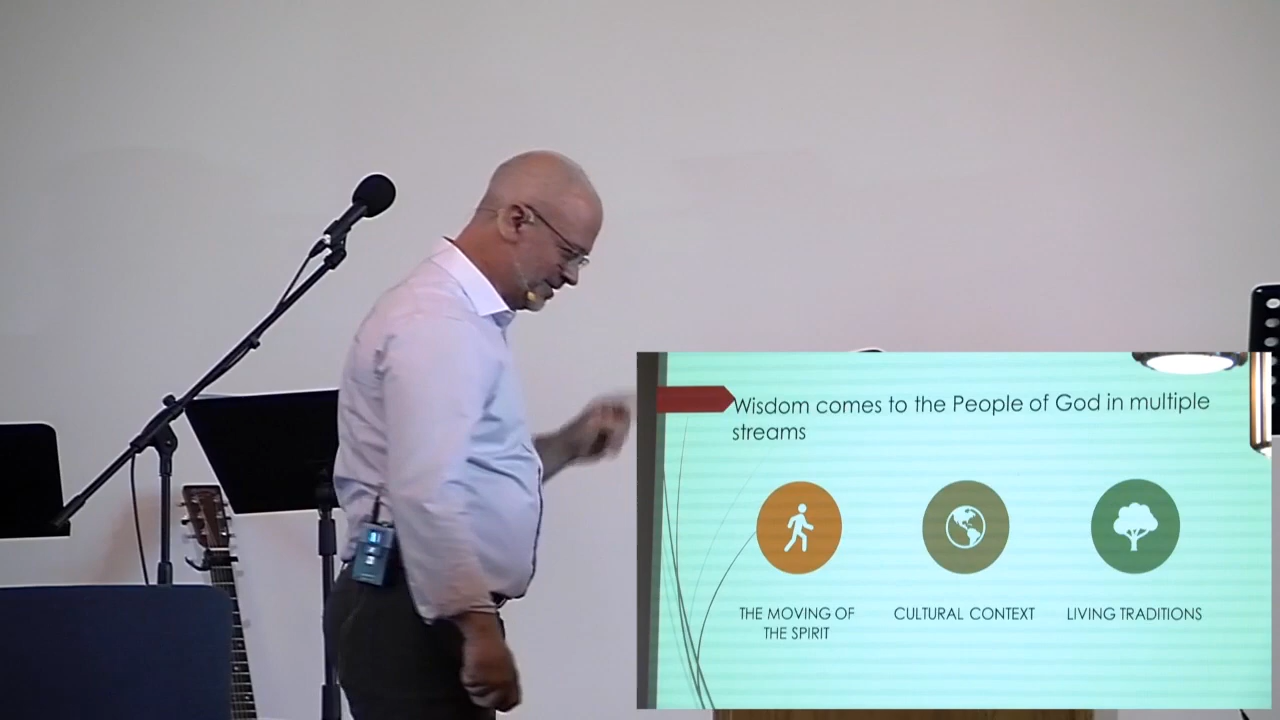 Wisdom comes to the People of God in multiple
streams
THE MOVING OF
THE SPIRIT
CULTURAL CONTEXT
LIVING TRADITIONS